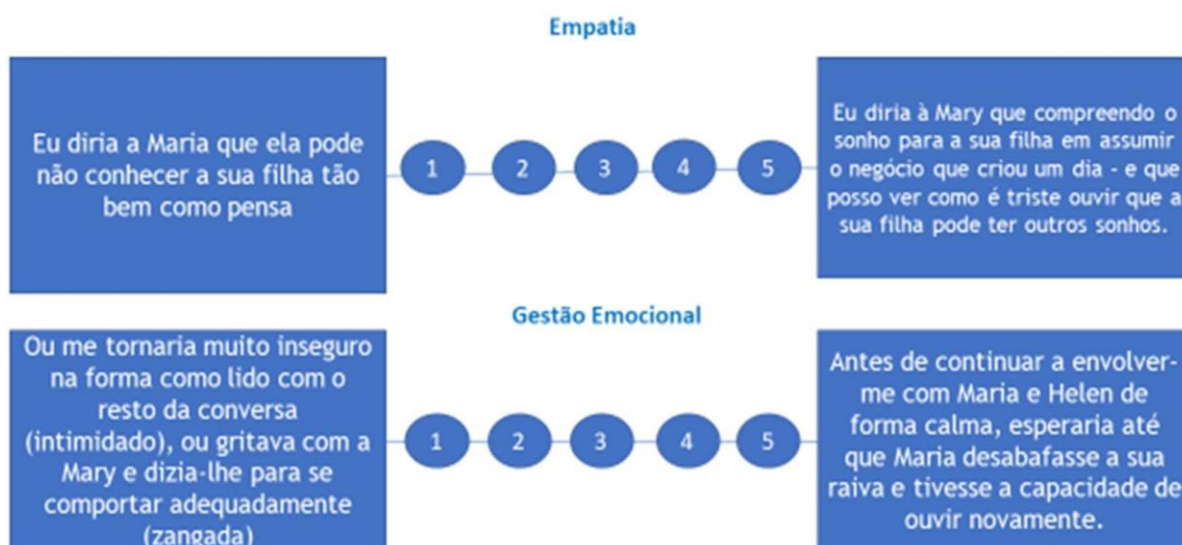 Empatia
Eu diria a Maria que ela pode
não conhecer a sua filha tão
bem como pensa
1 2 3 4 5
Eu diria à Mary que compreendo o
sonho para a sua filha em assumir
o negócio que criou um dia - e que
posso ver como é triste ouvir que a
sua filha pode ter outros sonhos.
Gestão Emocional
Ou me tornaria muito inseguro
na forma como lido com o
resto da conversa
(intimidado), ou gritava com a
Mary e dizia-lhe para se
comportar adequadamente
(zangada)
1 2 3 4 5
Antes de continuar a envolver-
me com Maria e Helen de
forma calma, esperaria até
que Maria desabafasse a sua
raiva e tivesse a capacidade de
ouvir novamente.